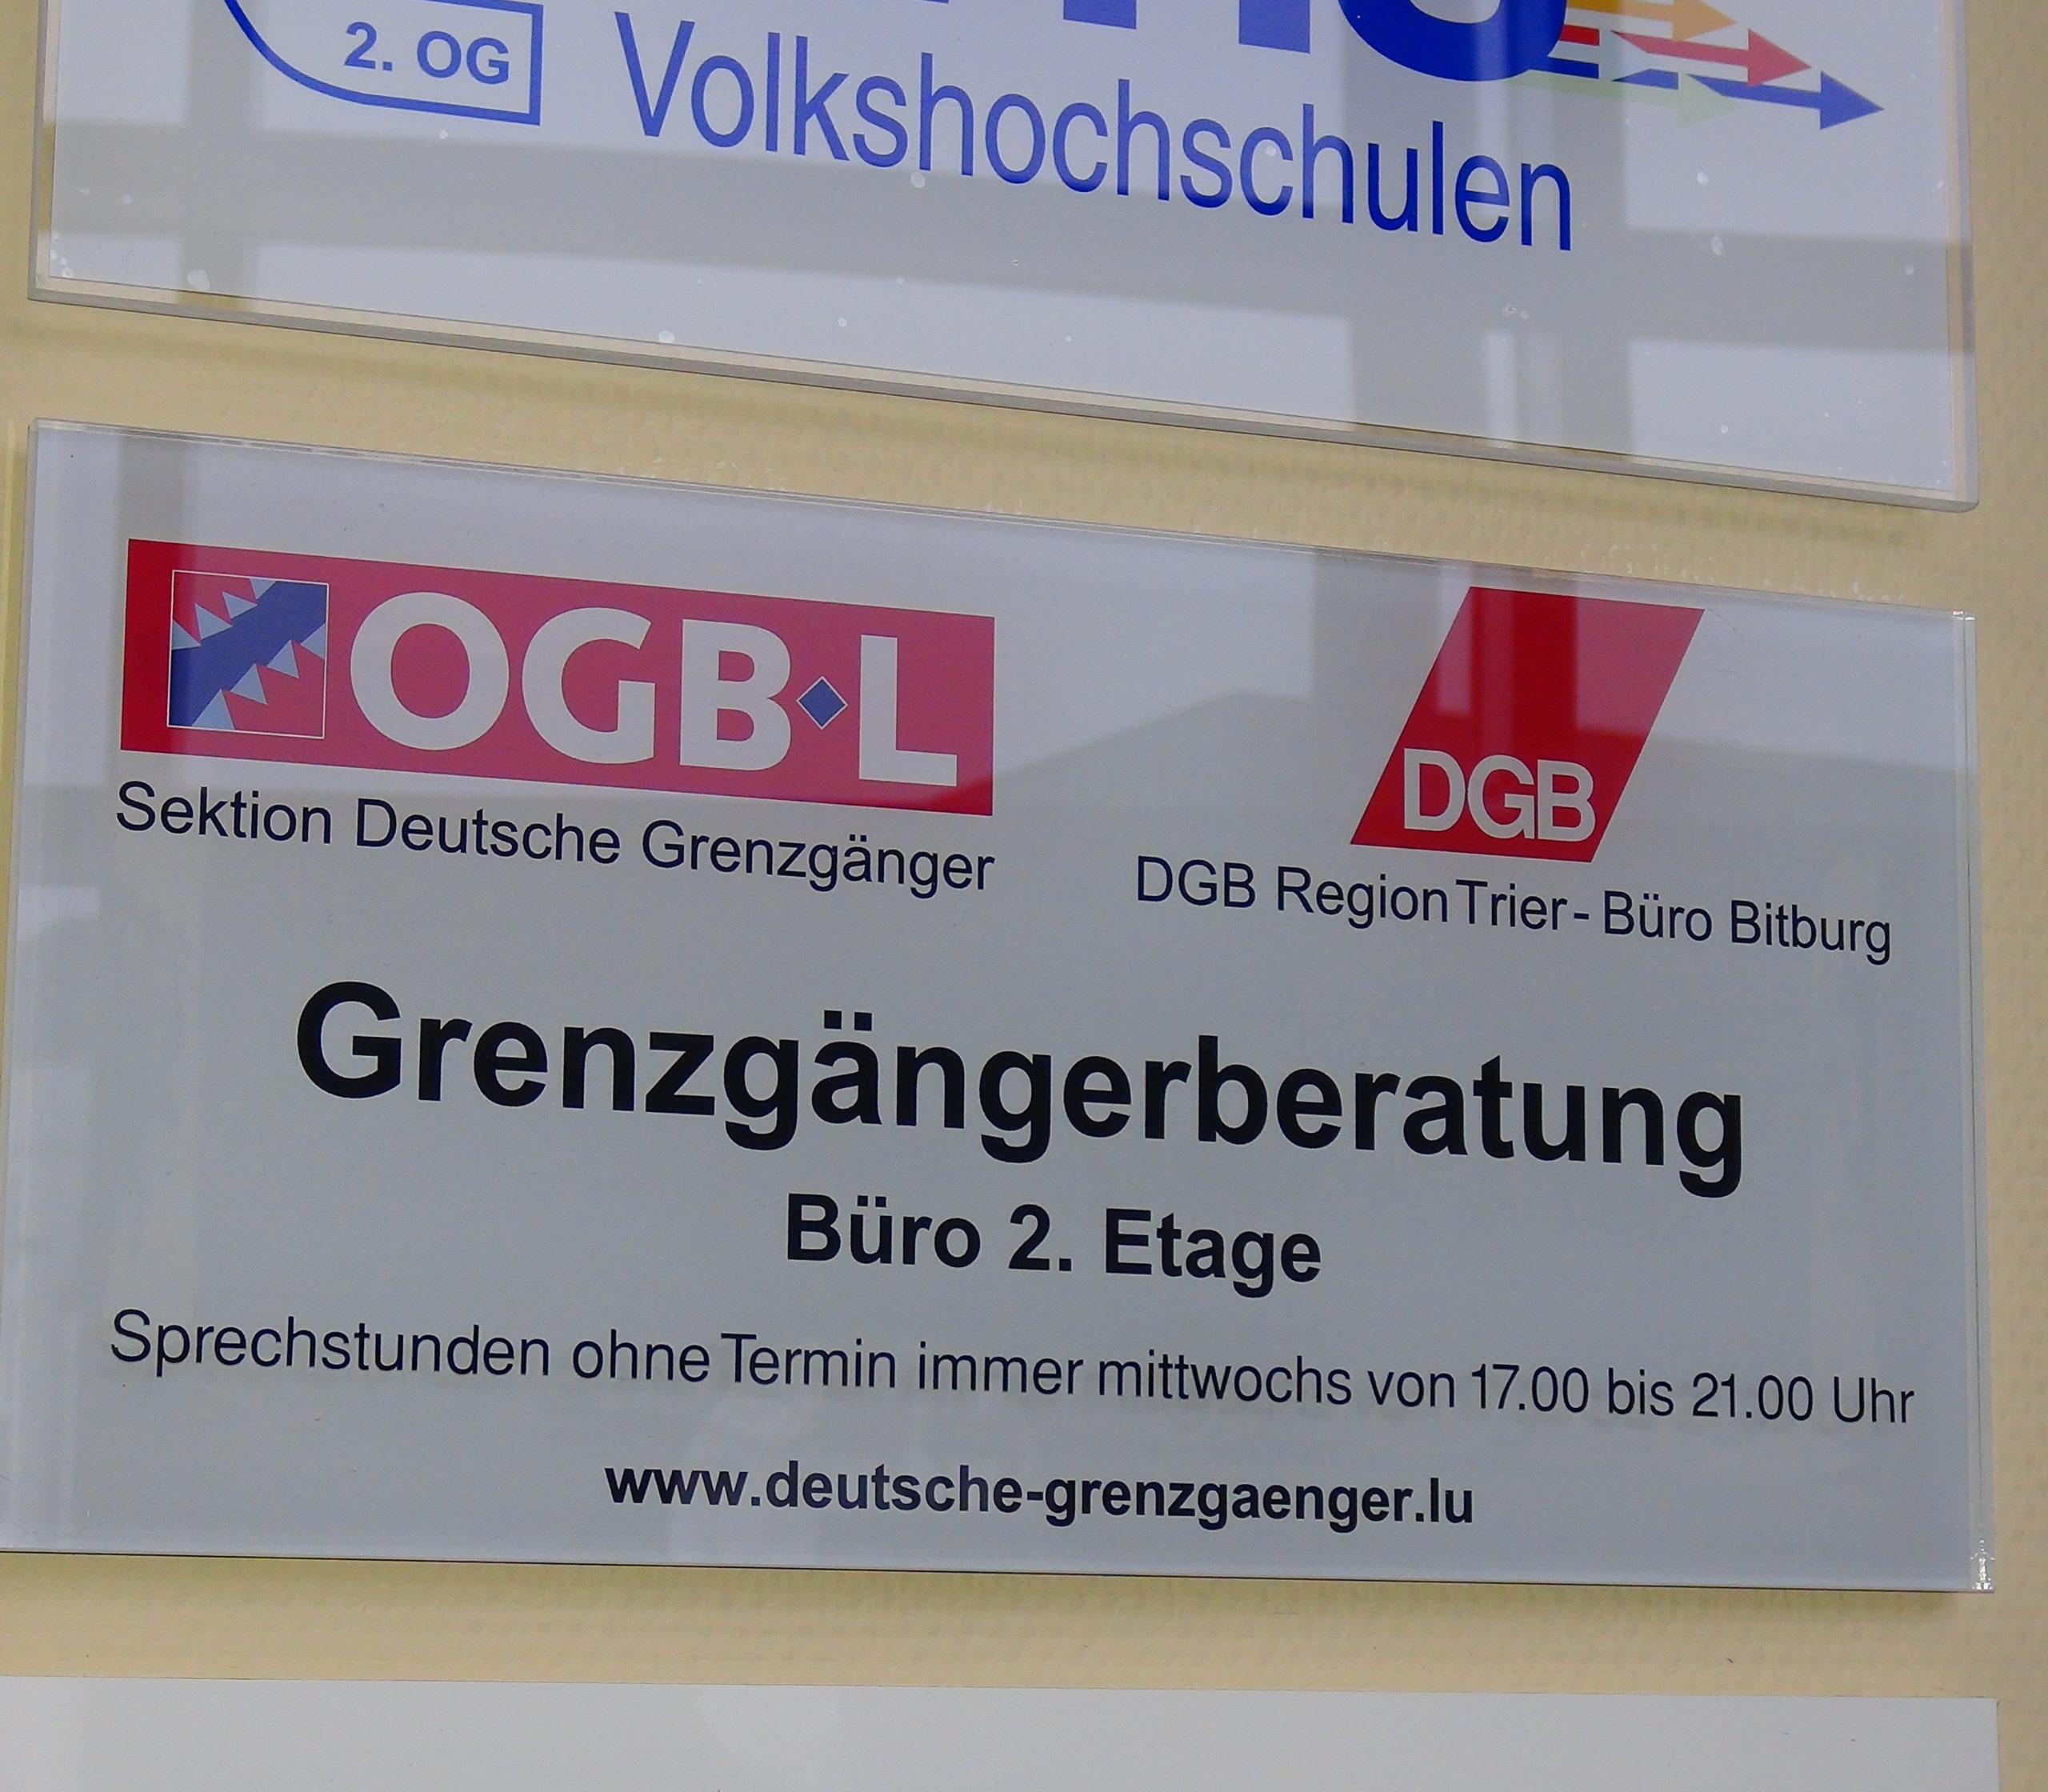 2. OG
Volkshochschulen
OGB·L
DGB
Sektion Deutsche Grenzgänger
DGB Region Trier - Büro Bitburg
Grenzgängerberatung
Büro 2. Etage
Sprechstunden ohne Termin immer mittwochs von 17.00 bis 21.00 Uhr
www.deutsche-grenzgaenger.lu